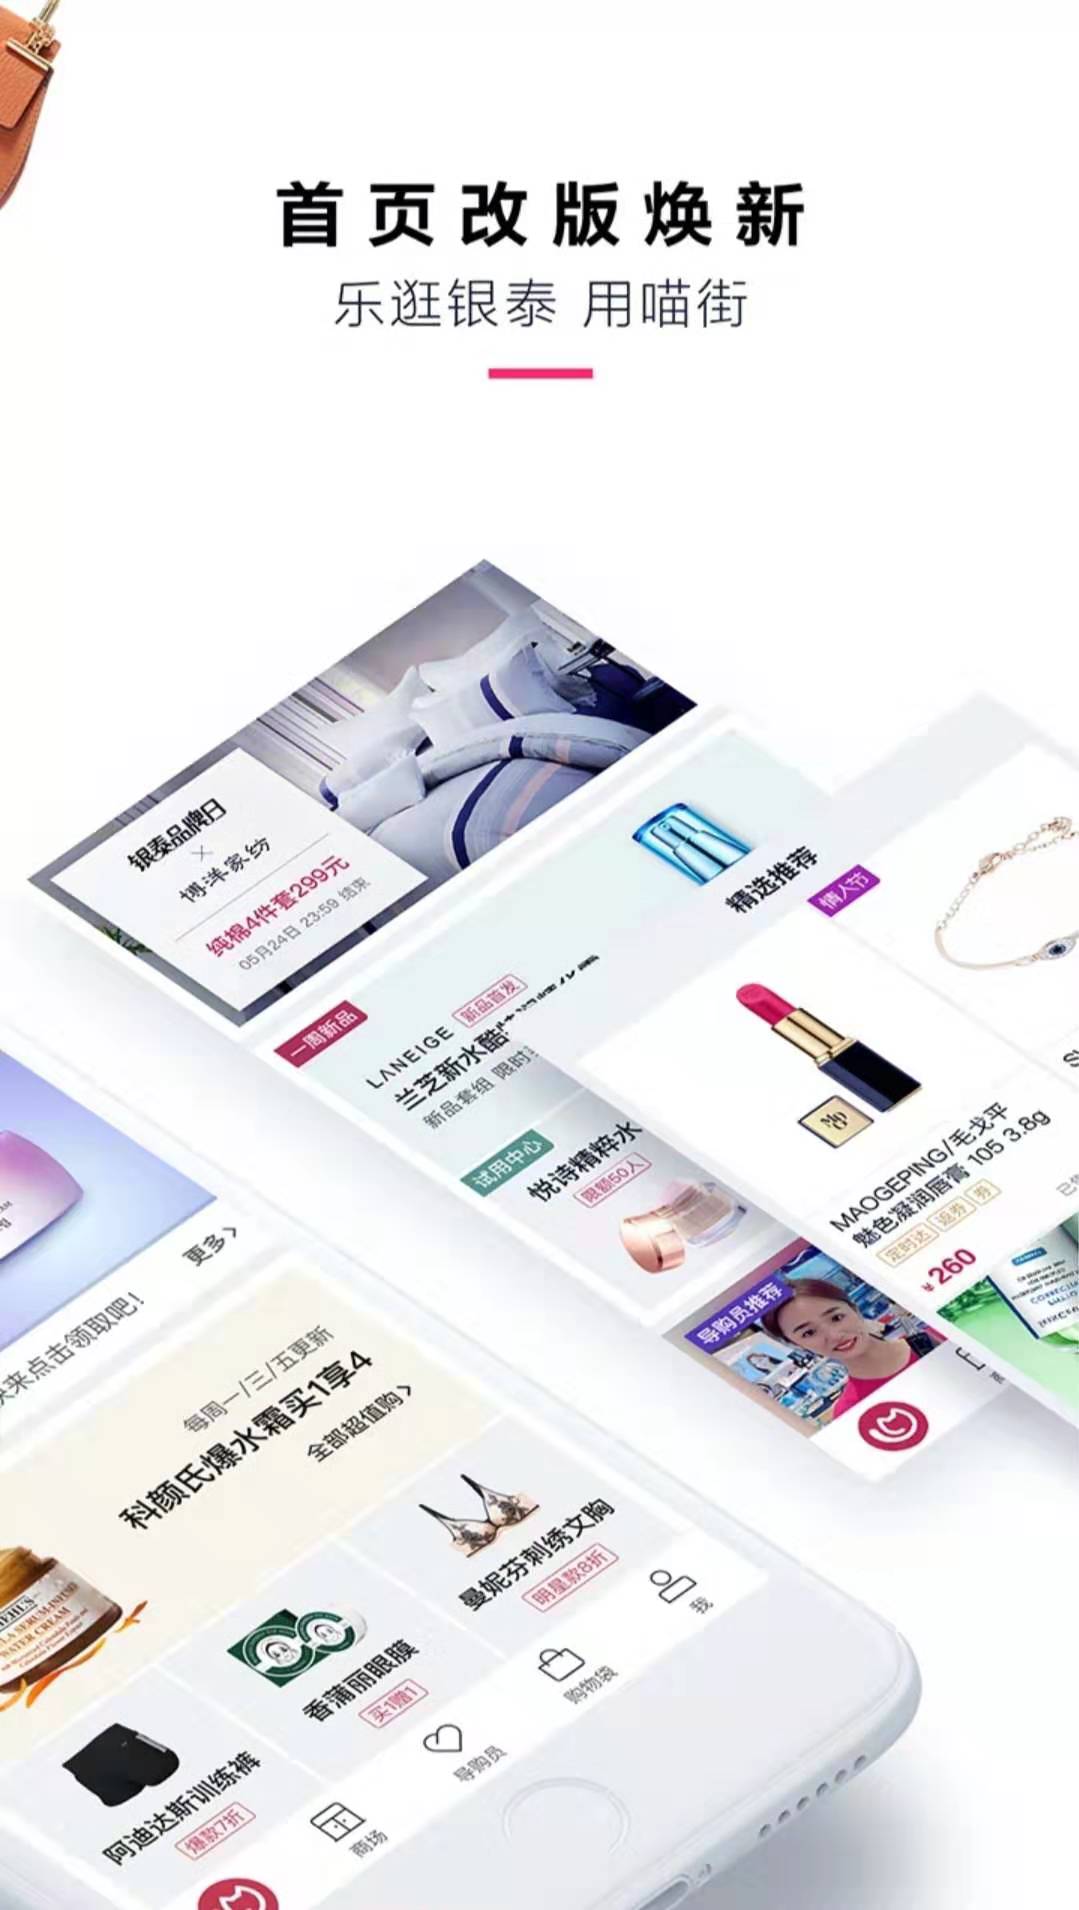 首页改版焕新
乐逛银泰 用喵街
银泰品牌日
×
博洋家纺
纯棉4件套299元
05月24日 23:59 结束
精选推荐
情人节
一周新品
LANEIGE 新品首发
兰芝新水酷
新品套组 限时
试用中心
悦诗精粹水
限额50人
MAOGEPING/毛戈平
魅色凝润唇膏 105 3.8g
定时达 返券 券
¥260
导购员推荐
更多>
来点击领取吧！
每周一/三/五更新
科颜氏爆水霜买1享4
全部超值购>
WATER CREAM
曼妮芬刺绣文胸
明星款8折
香蒲丽眼膜
买1赠1
阿迪达斯训练裤
爆款7折
我
购物袋
导购员
商场